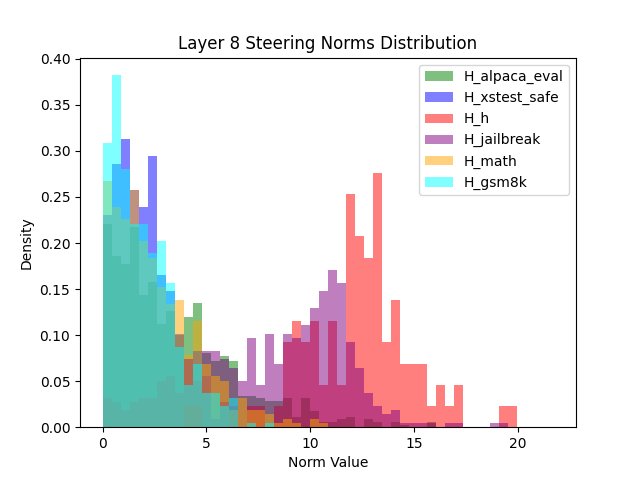 Layer 8 Steering Norms Distribution
0.40
0.35
0.30
0.25
0.20
0.15
0.10
0.05
0.00
Density
H_alpaca_eval
H_xstest_safe
H_h
H_jailbreak
H_math
H_gsm8k
0
5
10
15
20
Norm Value